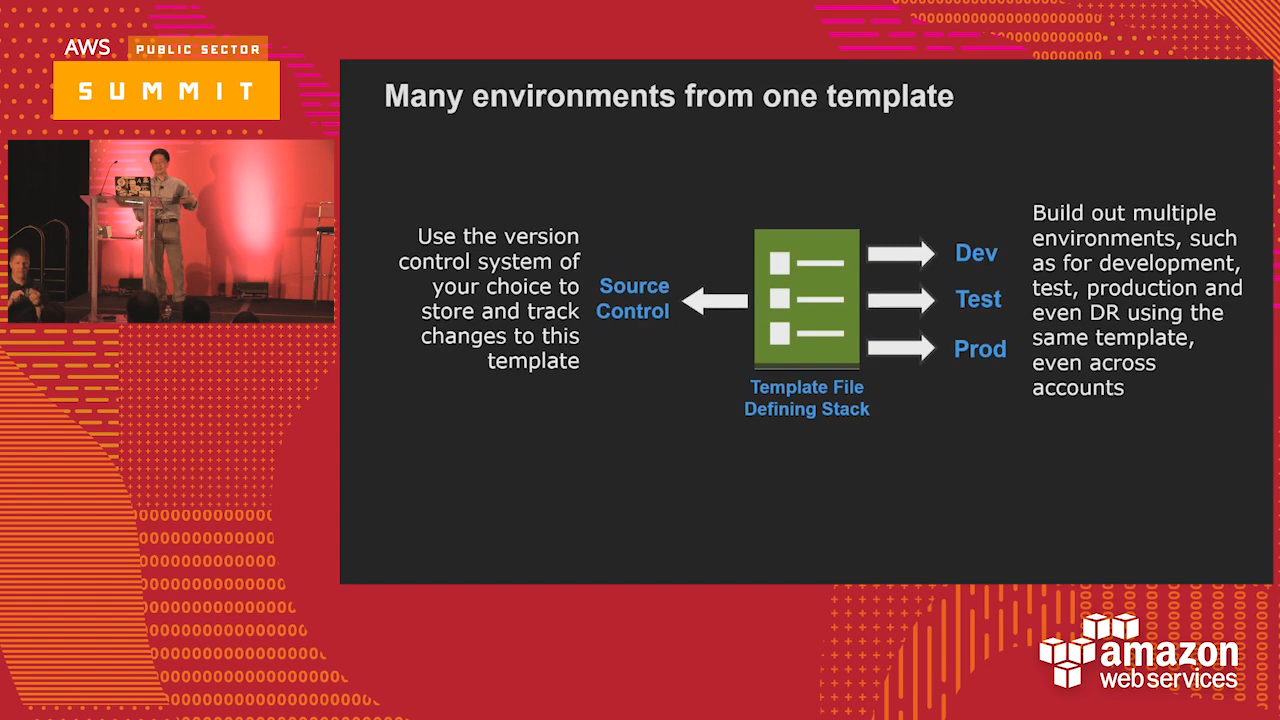 AWS PUBLIC SECTOR
SUMMIT
Many environments from one template
Use the version
control system of
your choice to
store and track
changes to this
template
Source
Control
Template File
Defining Stack
Dev
Test
Prod
Build out multiple
environments, such
as for development,
test, production and
even DR using the
same template,
even across
accounts
amazon
web services